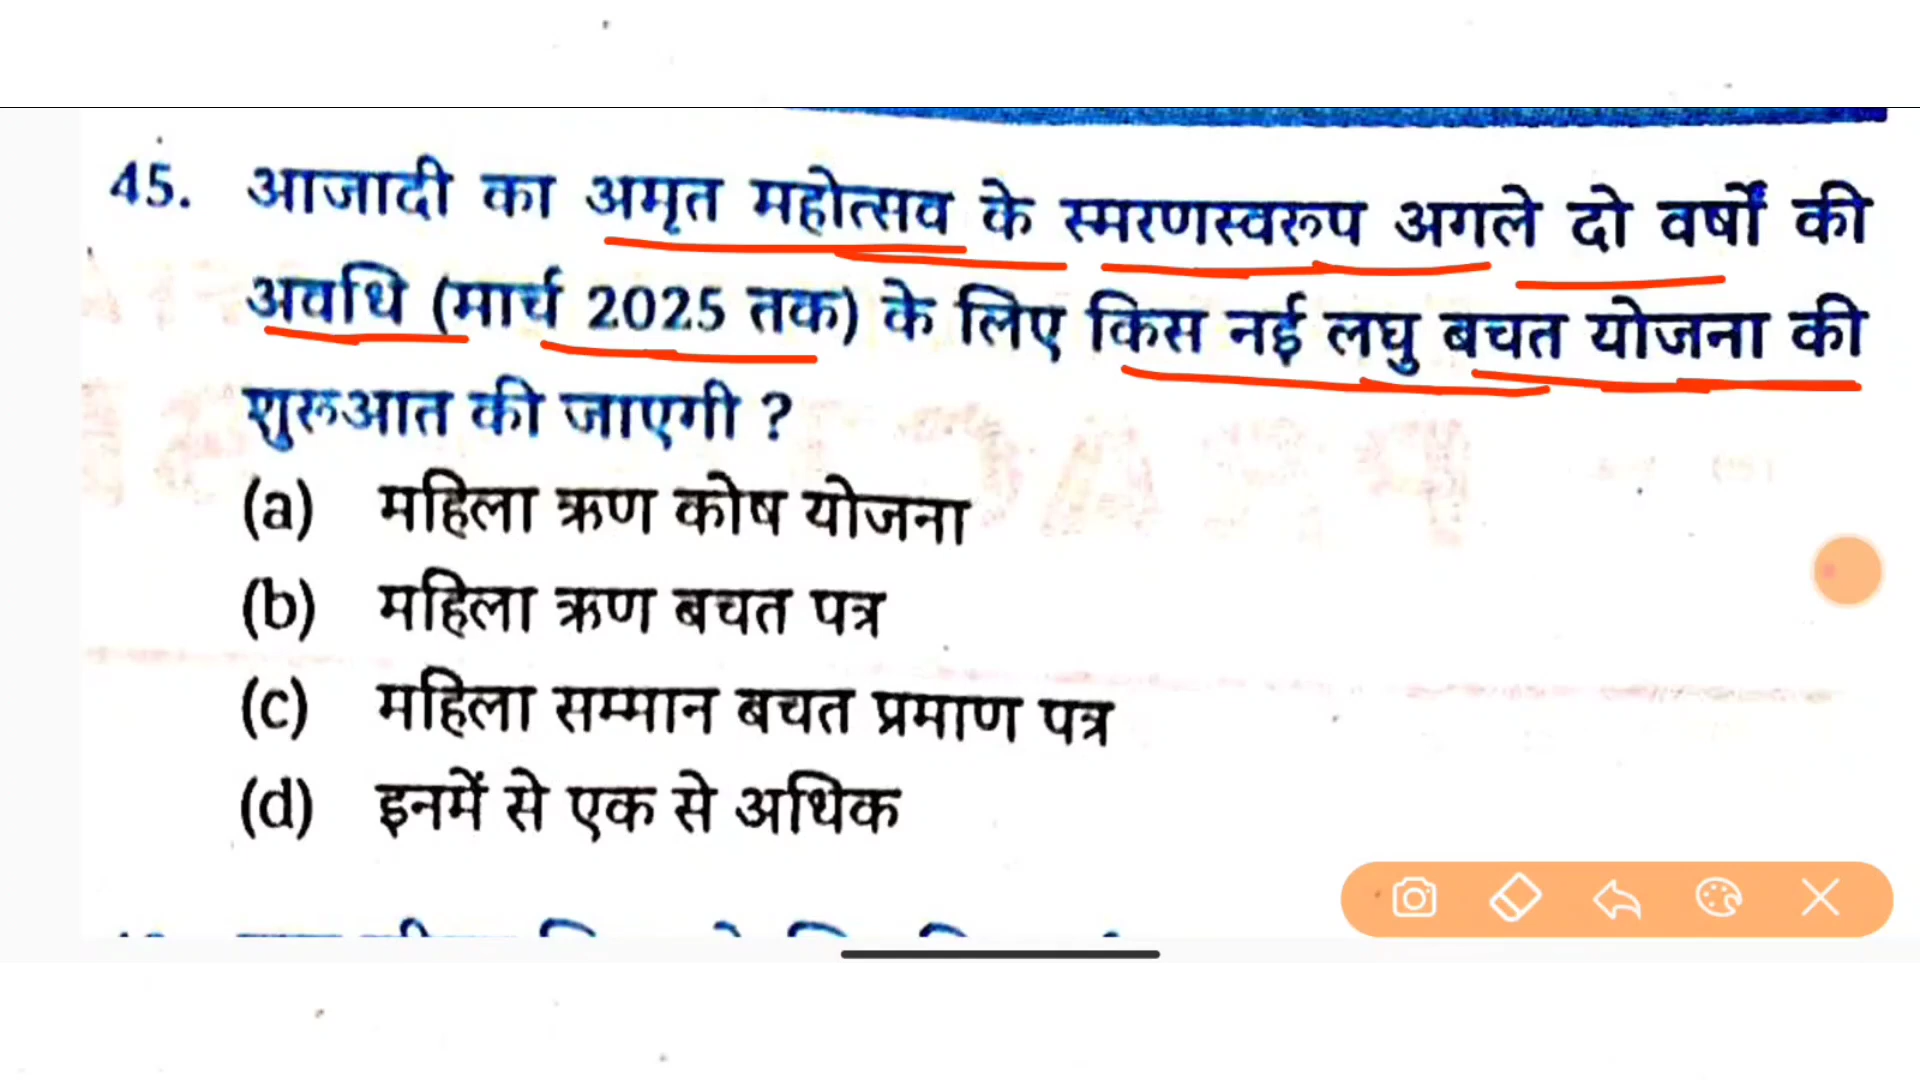 45. आजादी का अमृत महोत्सव के स्मरणस्वरूप अगले दो वर्षों की
अवधि (मार्च 2025 तक) के लिए किस नई लघु बचत योजना की
शुरूआत की जाएगी ?
(a) महिला ऋण कोष योजना
(b) महिला ऋण बचत पत्र
(c) महिला सम्मान बचत प्रमाण पत्र
(d) इनमें से एक से अधिक